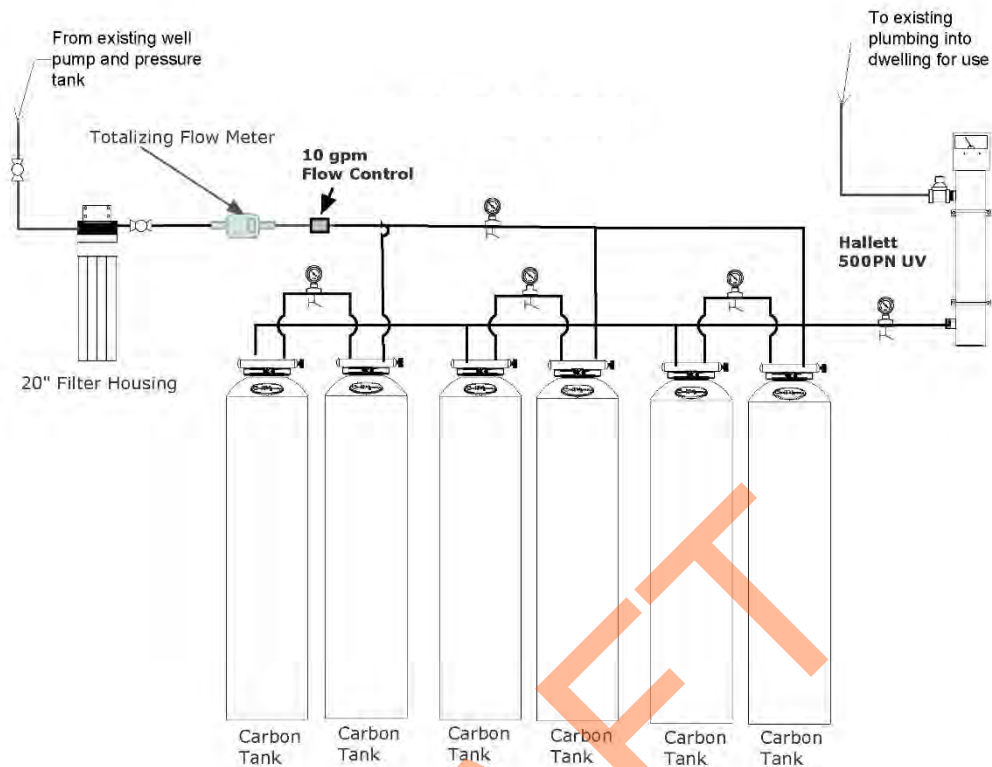 From existing well
pump and pressure
tank
To existing
plumbing into
dwelling for use
Totalizing Flow Meter
10 gpm
Flow Control
Hallett
500PN UV
20" Filter Housing
Carbon
Tank
Carbon
Tank
Carbon
Tank
Carbon
Tank
Carbon
Tank
Carbon
Tank